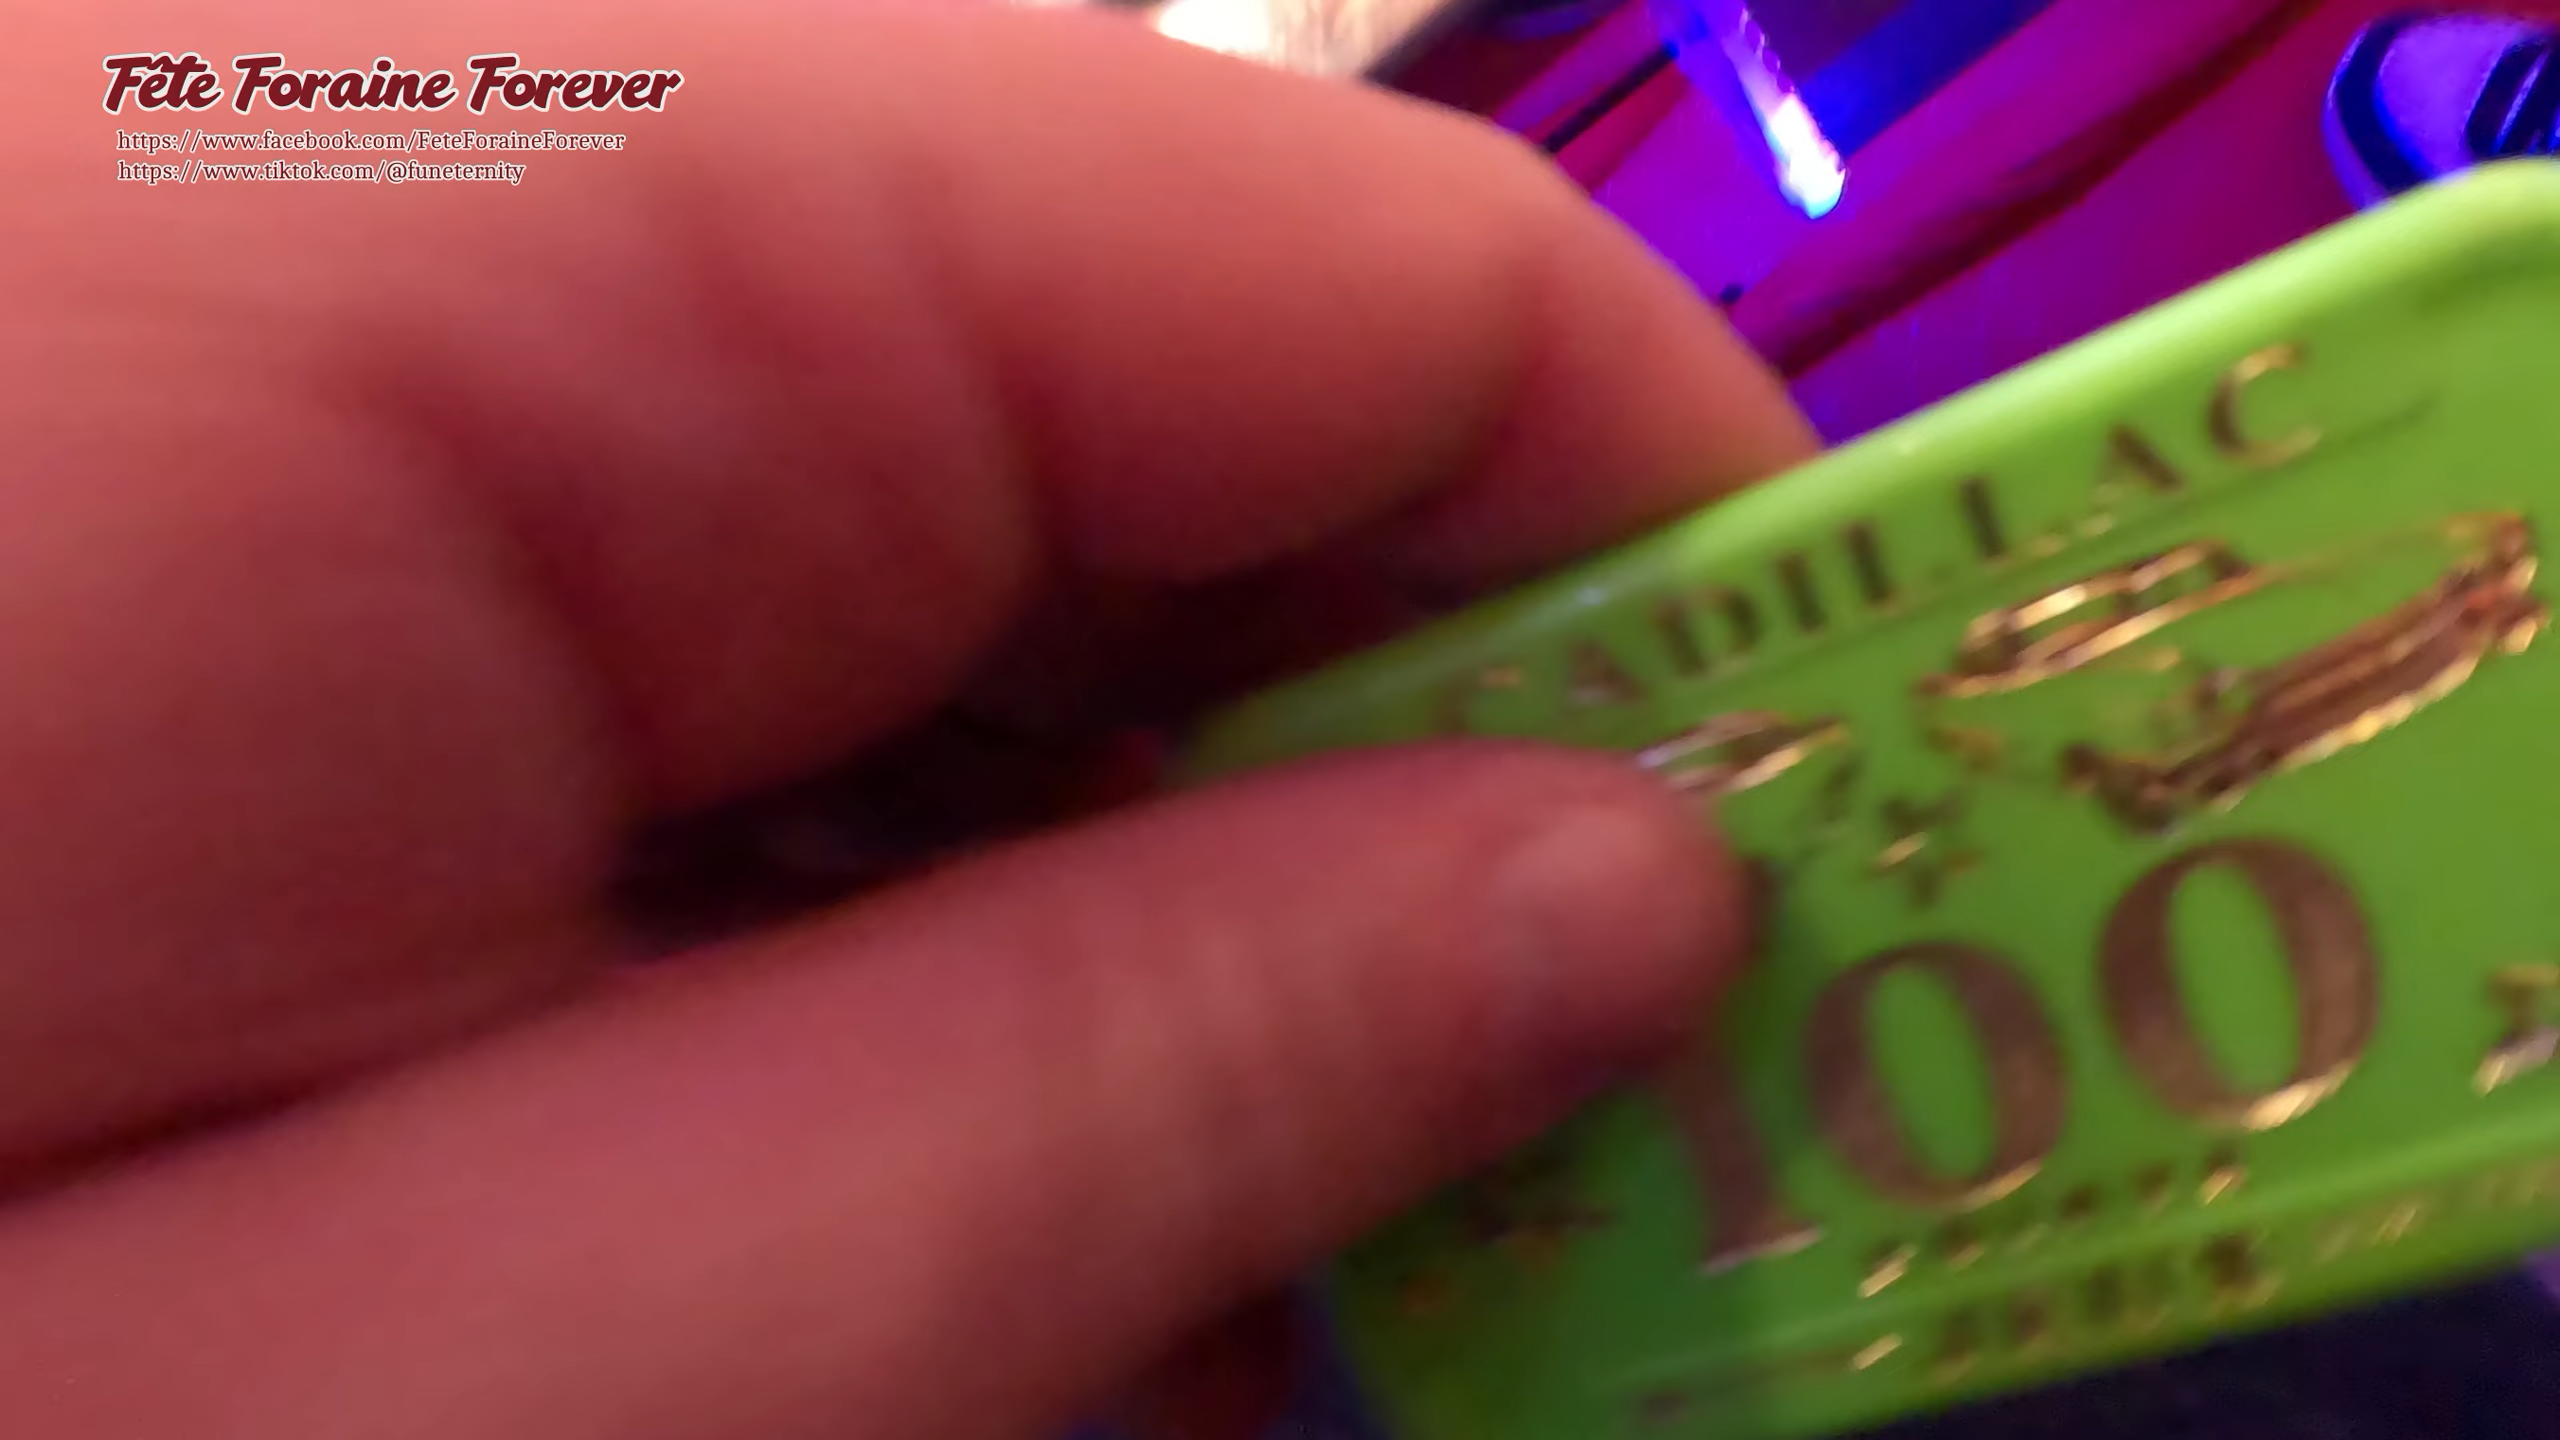 Fête Foraine Forever
https://www.facebook.com/FeteForaineForever
https://www.tiktok.com/@funeternity
CADILLAC
100